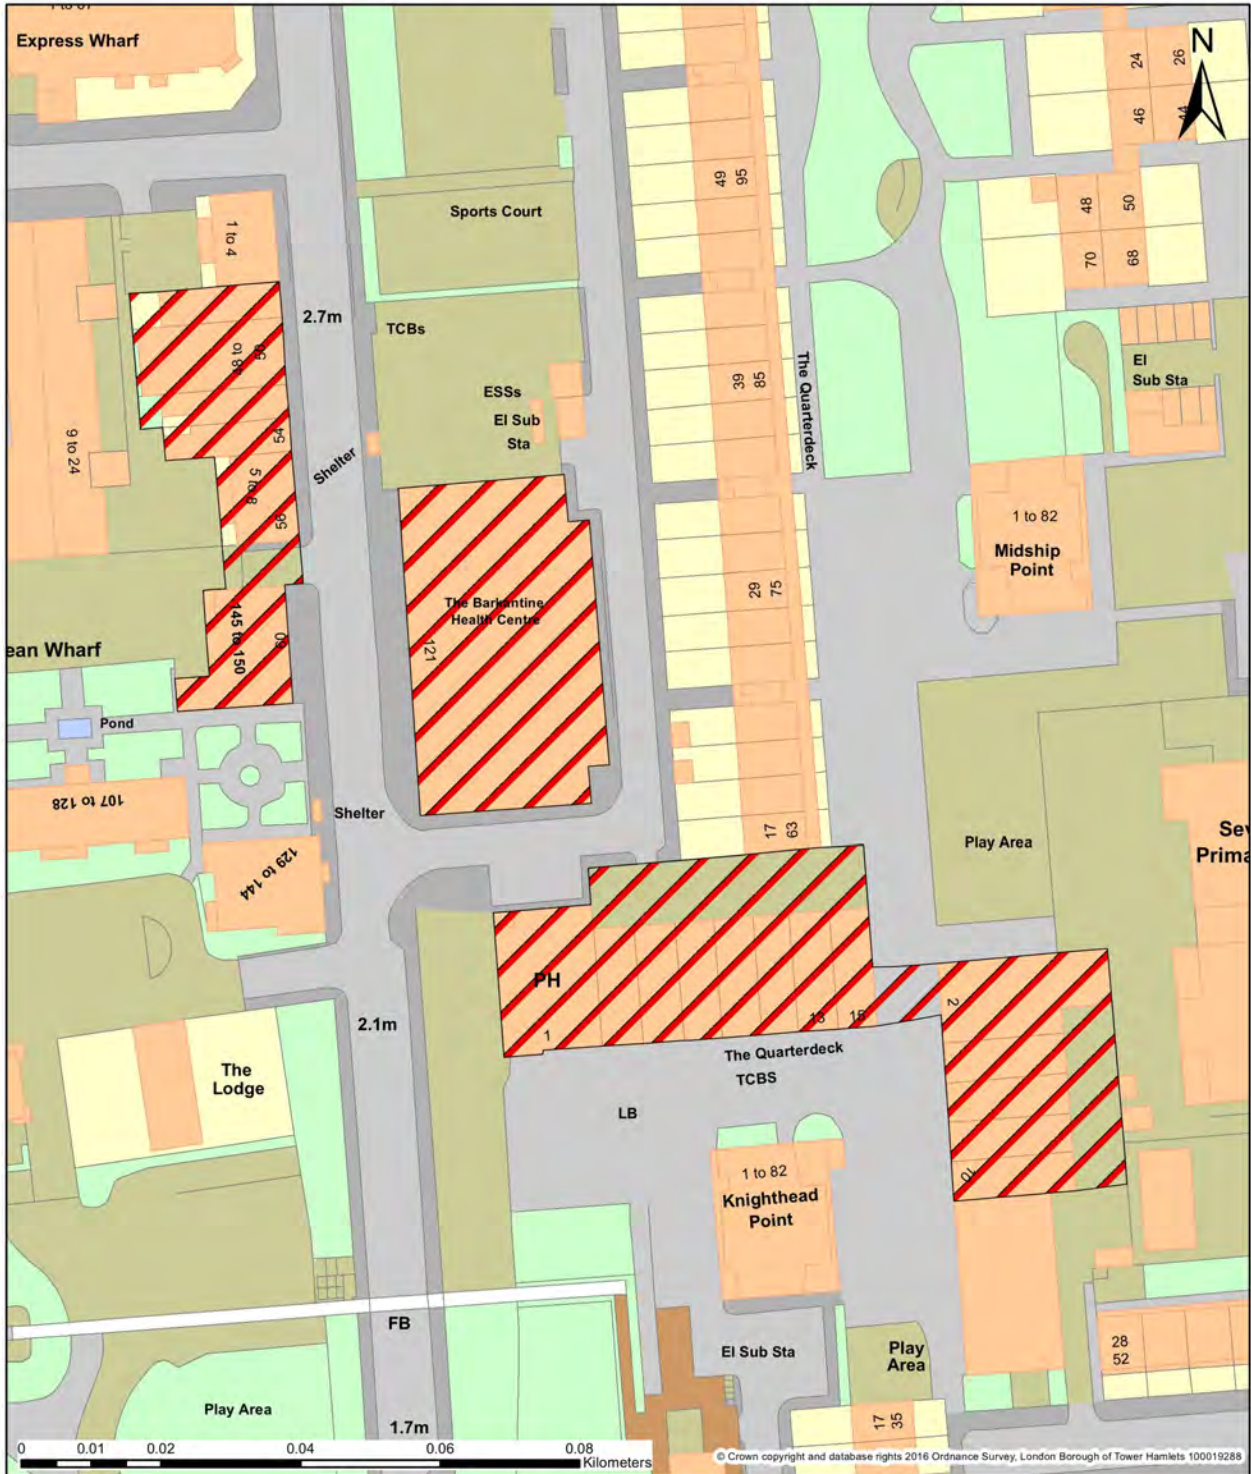 Express Wharf
N
24
26
46
44
49
95
48
50
70
68
1 to 4
Sports Court
2.7m
TCBs
50
48 to
ESSs
El Sub
Sta
39
85
The Quarterdeck
El
Sub Sta
9 to 24
54
5 to 8
56
Shelter
1 to 82
Midship
Point
29
75
The Barkantine
Health Centre
121
145 to 150
60
ean Wharf
Pond
107 to 128
Shelter
129 to 144
17
63
Play Area
Sev
Prima
PH
1
13
15
2
2.1m
The Quarterdeck
TCBS
The
Lodge
LB
10
1 to 82
Knighthead
Point
FB
El Sub Sta
Play
Area
28
52
Play Area
1.7m
17
35
0 0.01 0.02 0.04 0.06 0.08
Kilometers
© Crown copyright and database rights 2016 Ordnance Survey, London Borough of Tower Hamlets 100019288